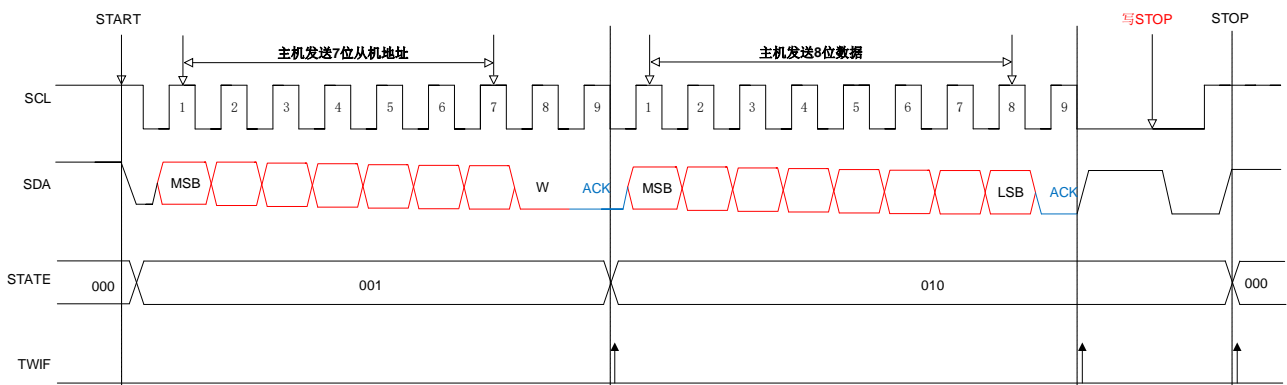 START
写STOP
STOP
主机发送7位从机地址
主机发送8位数据
SCL
1 2 3 4 5 6 7 8 9 1 2 3 4 5 6 7 8 9
SDA
MSB W ACK MSB LSB ACK
STATE
000 001 010 000
TWIF